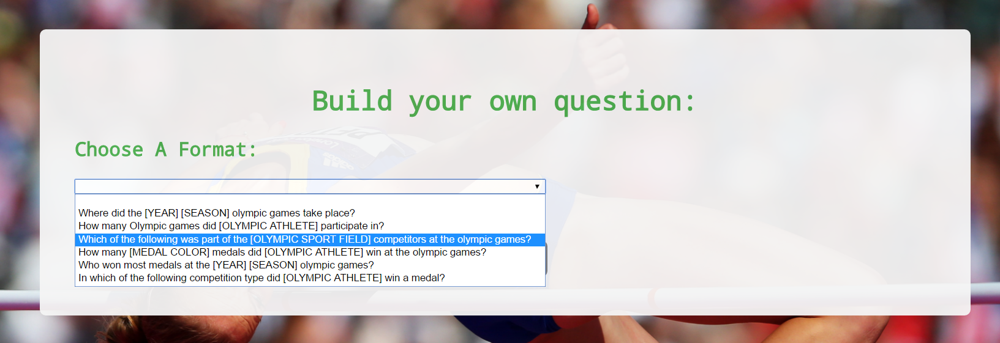 Build your own question:
Choose A Format:
Where did the [YEAR] [SEASON] olympic games take place?
How many Olympic games did [OLYMPIC ATHLETE] participate in?
Which of the following was part of the [OLYMPIC SPORT FIELD] competitors at the olympic games?
How many [MEDAL COLOR] medals did [OLYMPIC ATHLETE] win at the olympic games?
Who won most medals at the [YEAR] [SEASON] olympic games?
In which of the following competition type did [OLYMPIC ATHLETE] win a medal?